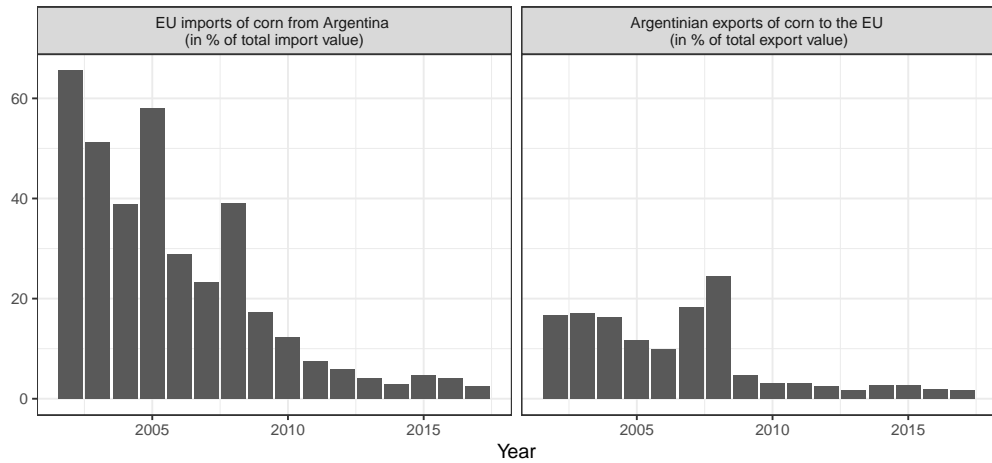 EU imports of corn from Argentina
(in % of total import value)
Argentinian exports of corn to the EU
(in % of total export value)
60
40
20
0
2005
2010
2015
2005
2010
2015
Year